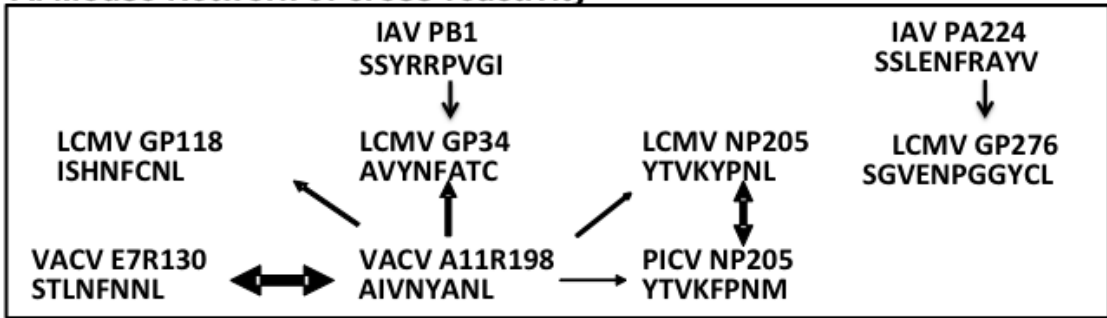 IAV PB1
SSYRRPVGI
IAV PA224
SSLENFRAYV
LCMV GP118
ISHNFCNL
LCMV GP34
AVYNFATC
LCMV NP205
YTVKYPNL
LCMV GP276
SGVENPGGYCL
VACV E7R130
STLNFNNL
VACV A11R198
AIVNYANL
PICV NP205
YTVKFPNM